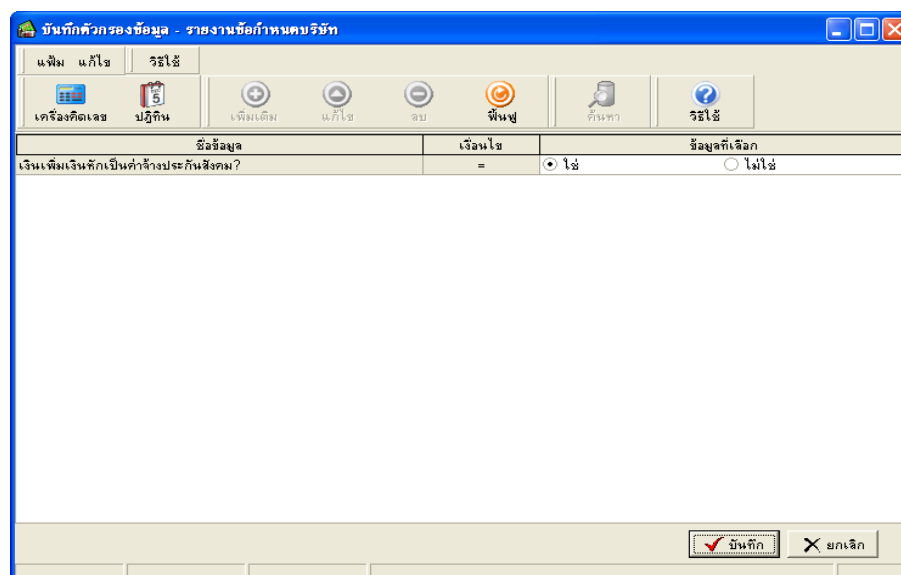 บันทึกตัวกรองข้อมูล - รายงานข้อกำหนดบริษัท
แฟ้ม แก้ไข วิธีใช้
เครื่องคิดเลข ปฏิทิน เพิ่มเติม แก้ไข ลบ ฟื้นฟู ค้นหา วิธีใช้
5
ชื่อข้อมูล เงื่อนไข ข้อมูลที่เลือก
เงินเพิ่มเงินหักเป็นค่าจ้างประกันสังคม? = ใช่ ไม่ใช่
บันทึก ยกเลิก